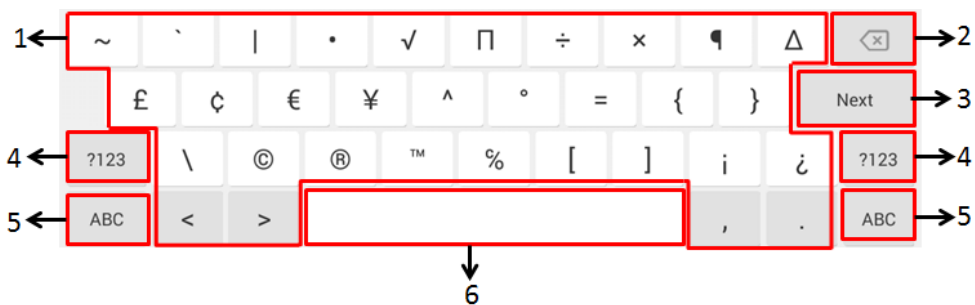 1 ~ ` | • √ Π ÷ × ¶ Δ 2
£ ¢ € ¥ ^ ° = { } Next 3
4 ?123 \ © ® ™ ℅ [ ] ¡ ¿ ?123 4
5 ABC < > , . ABC 5
6